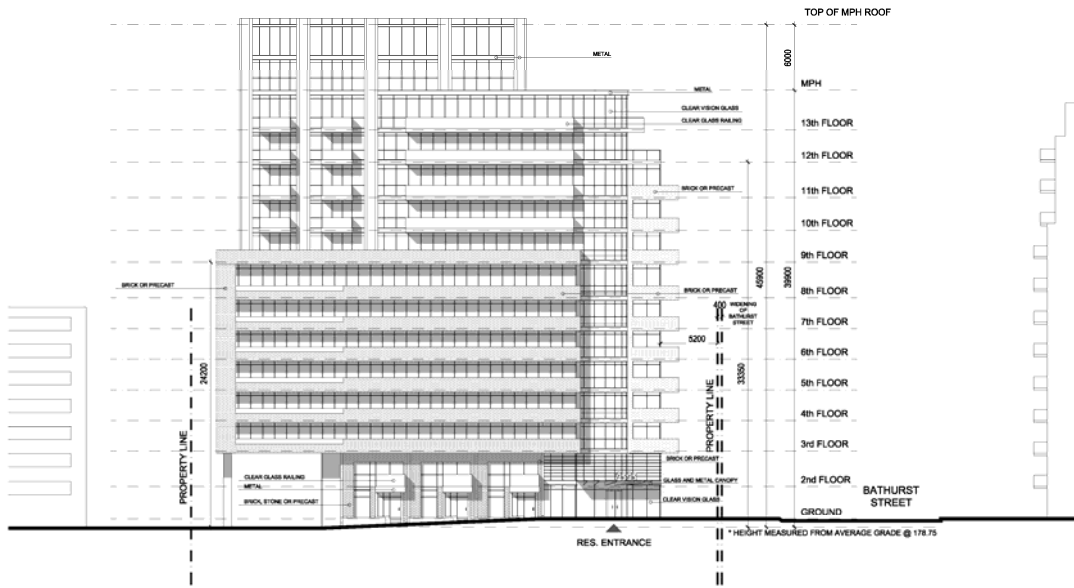 TOP OF MPH ROOF
METAL
6000
MPH
METAL
CLEAR VISION GLASS
CLEAR GLASS RAILING
13th FLOOR
12th FLOOR
BRICK OR PRECAST
11th FLOOR
10th FLOOR
9th FLOOR
45900
39900
BRICK OR PRECAST
BRICK OR PRECAST
8th FLOOR
400
WIDENING
OF
BATHURST
STREET
7th FLOOR
5200
6th FLOOR
24200
33350
5th FLOOR
4th FLOOR
PROPERTY LINE
PROPERTY LINE
3rd FLOOR
BRICK OR PRECAST
CLEAR GLASS RAILING
GLASS AND METAL CANOPY
2nd FLOOR
METAL
BRICK, STONE OR PRECAST
CLEAR VISION GLASS
BATHURST
STREET
GROUND
* HEIGHT MEASURED FROM AVERAGE GRADE @ 178.75
RES. ENTRANCE